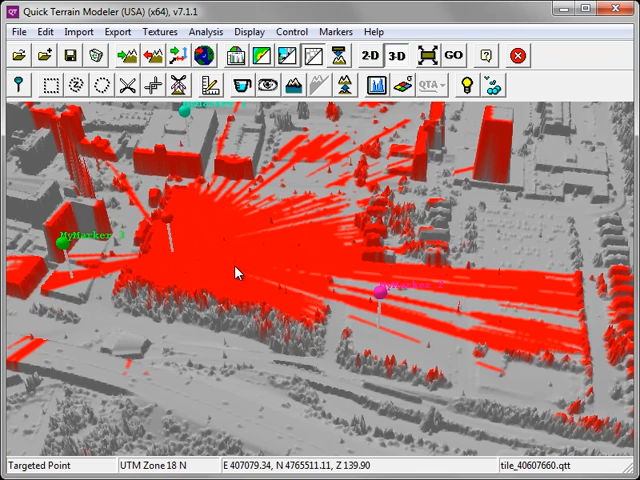 Quick Terrain Modeler (USA) (x64), v7.1.1
File Edit Import Export Textures Analysis Display Control Markers Help
2-D 3-D GO
QTA
MyMarker 3
Targeted Point UTM Zone 18 N E 407079.34, N 4765511.11, Z 139.90 tile_40607660.qtt